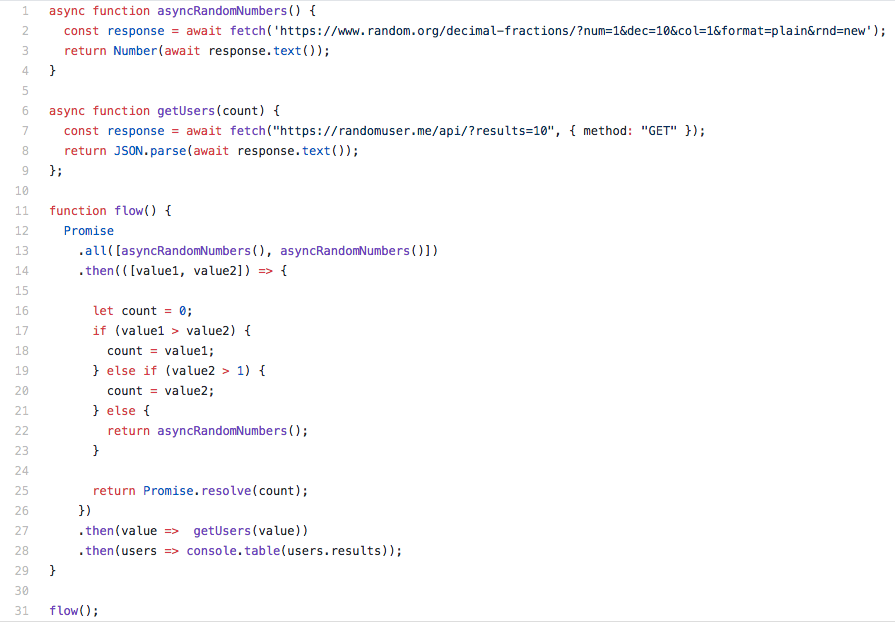 1 async function asyncRandomNumbers() {
2   const response = await fetch('https://www.random.org/decimal-fractions/?num=1&dec=10&col=1&format=plain&rnd=new');
3   return Number(await response.text());
4 }
5
6 async function getUsers(count) {
7   const response = await fetch("https://randomuser.me/api/?results=10", { method: "GET" });
8   return JSON.parse(await response.text());
9 };
10
11 function flow() {
12   Promise
13     .all([asyncRandomNumbers(), asyncRandomNumbers()])
14     .then(([value1, value2]) => {
15
16       let count = 0;
17       if (value1 > value2) {
18         count = value1;
19       } else if (value2 > 1) {
20         count = value2;
21       } else {
22         return asyncRandomNumbers();
23       }
24
25       return Promise.resolve(count);
26     })
27     .then(value =>  getUsers(value))
28     .then(users => console.table(users.results));
29 }
30
31 flow();